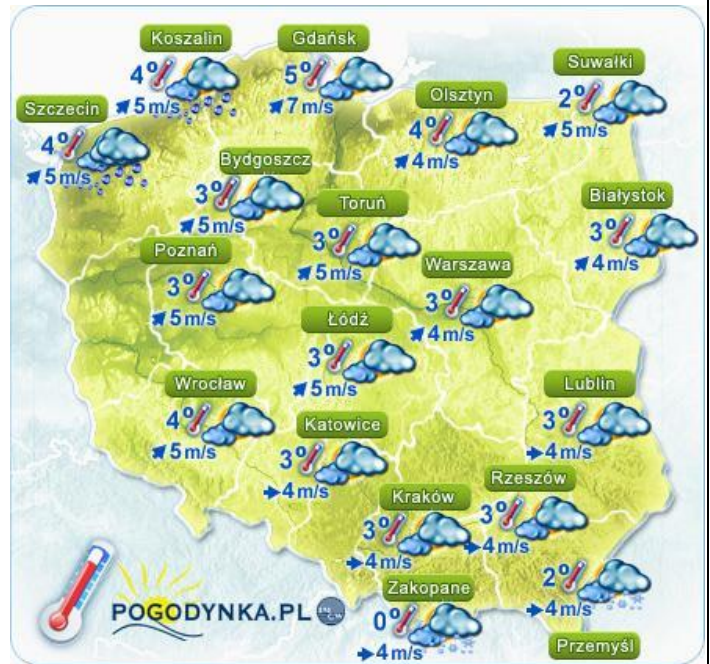 Koszalin
4°
5 m/s
Gdańsk
5°
7 m/s
Suwałki
2°
5 m/s
Szczecin
4°
5 m/s
Olsztyn
4°
4 m/s
Bydgoszcz
3°
5 m/s
Toruń
3°
5 m/s
Białystok
3°
4 m/s
Poznań
3°
5 m/s
Warszawa
3°
4 m/s
Łódź
3°
5 m/s
Wrocław
4°
5 m/s
Katowice
3°
4 m/s
Lublin
3°
4 m/s
Kraków
3°
4 m/s
Rzeszów
3°
4 m/s
Zakopane
0°
4 m/s
2°
4 m/s
Przemyśl
POGODYNKA.PL